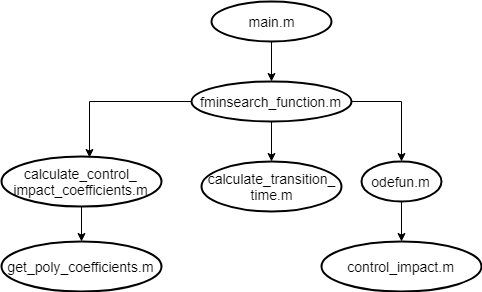 main.m
fminsearch_function.m
calculate_control_
impact_coefficients.m
calculate_transition_
time.m
odefun.m
get_poly_coefficients.m
control_impact.m